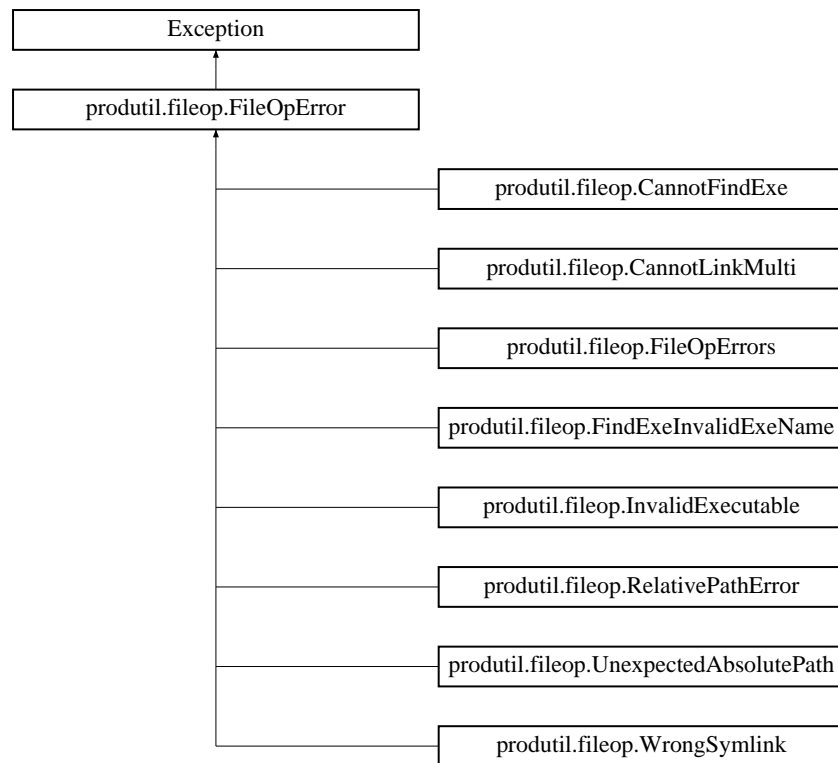 Exception
produtil.fileop.FileOpError
produtil.fileop.CannotFindExe
produtil.fileop.CannotLinkMulti
produtil.fileop.FileOpErrors
produtil.fileop.FindExeInvalidExeName
produtil.fileop.InvalidExecutable
produtil.fileop.RelativePathError
produtil.fileop.UnexpectedAbsolutePath
produtil.fileop.WrongSymlink